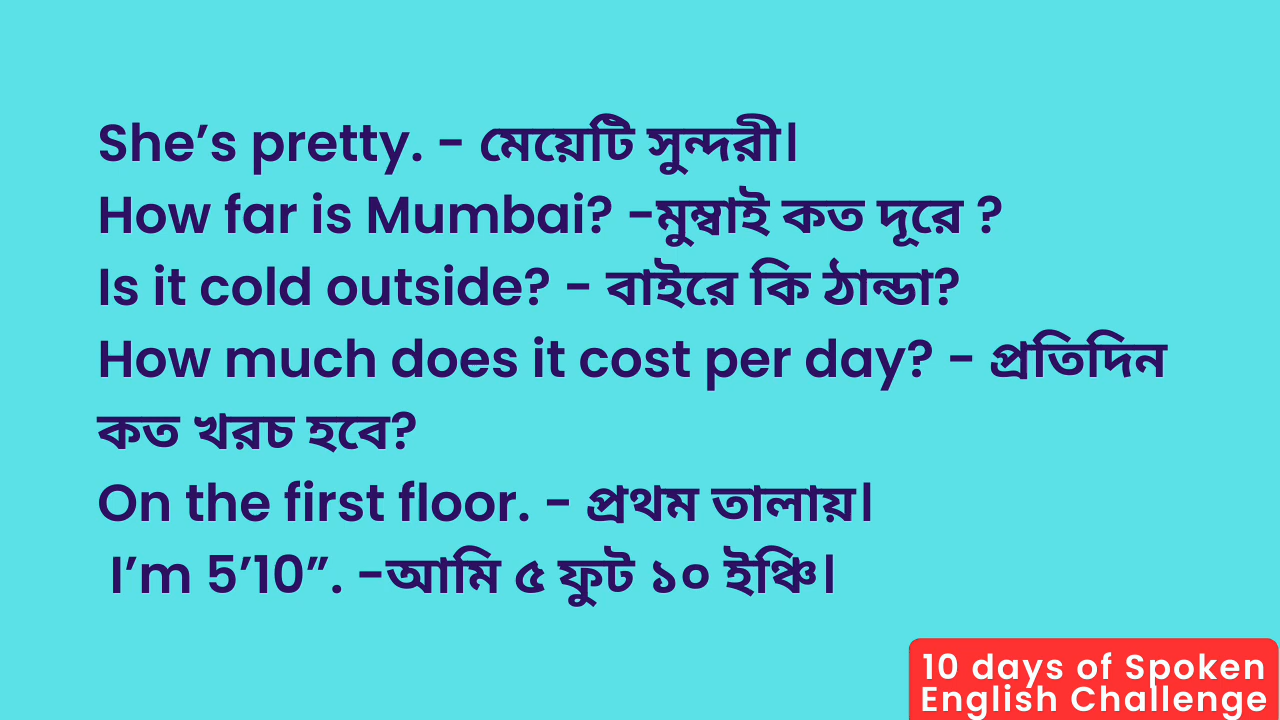 She’s pretty. - মেয়েটি সুন্দরী।
How far is Mumbai? -মুম্বাই কত দূরে ?
Is it cold outside? - বাইরে কি ঠান্ডা?
How much does it cost per day? - প্রতিদিন
কত খরচ হবে?
On the first floor. - প্রথম তালায়।
I’m 5’10”. -আমি ৫ ফুট ১০ ইঞ্চি।
10 days of Spoken
English Challenge